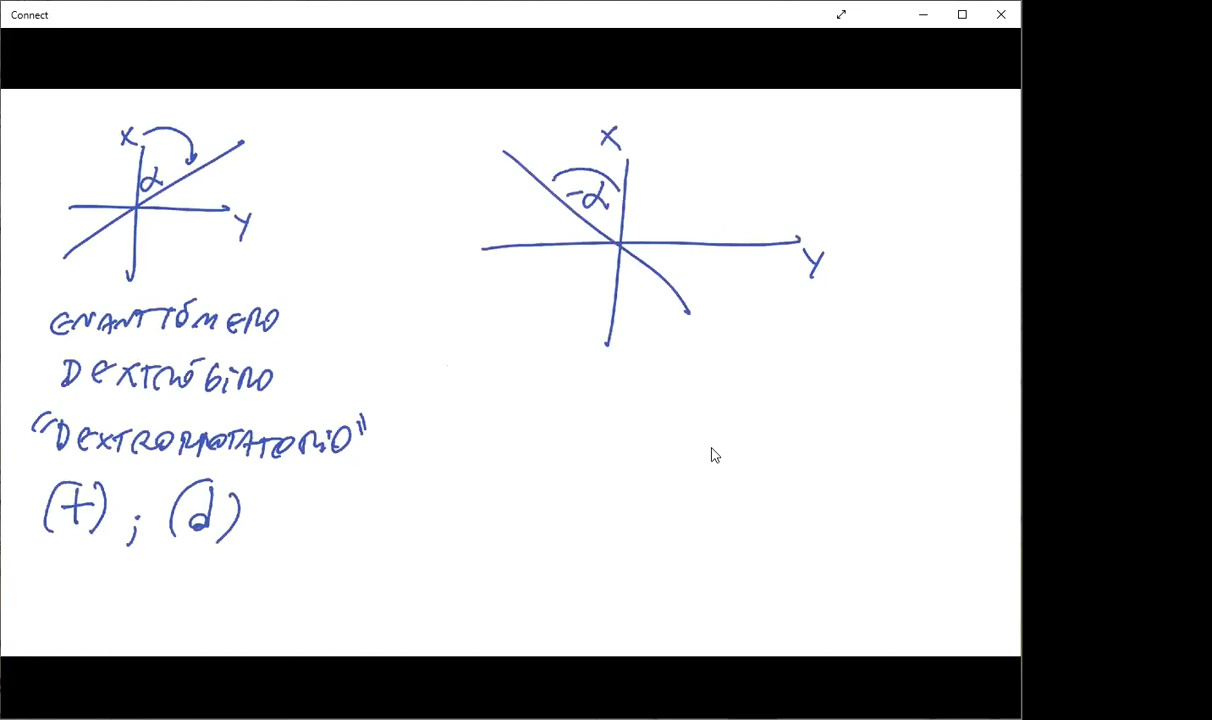 Connect
X
α
Y
ENANTIÓMERO
DEXTRÓGIRO
"DEXTRORROTATORIO"
(+) ; (d)
X
-α
Y